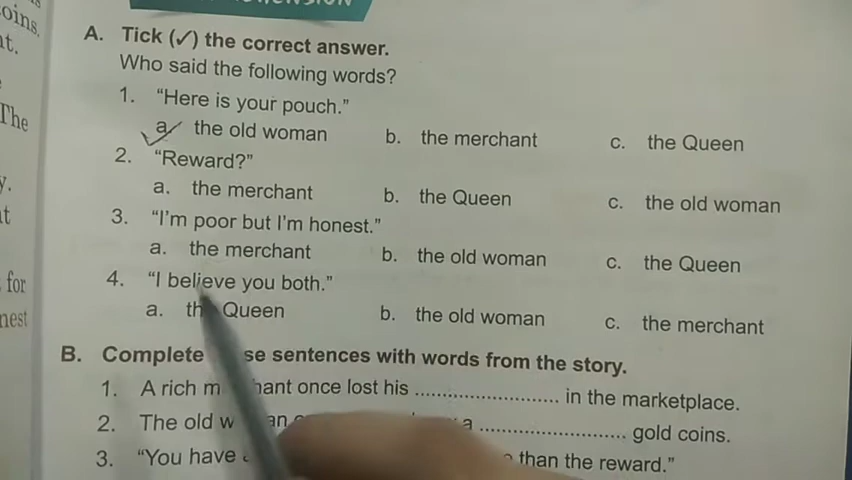 oins.
at.
The
y.
t
for
nest
A. Tick (✓) the correct answer.
Who said the following words?
1. “Here is your pouch.”
a. the old woman b. the merchant c. the Queen
2. “Reward?”
a. the merchant b. the Queen c. the old woman
3. “I’m poor but I’m honest.”
a. the merchant b. the old woman c. the Queen
4. “I believe you both.”
a. the Queen b. the old woman c. the merchant
B. Complete se sentences with words from the story.
1. A rich m hant once lost his .......................... in the marketplace.
2. The old w an a .......................... gold coins.
3. “You have than the reward.”